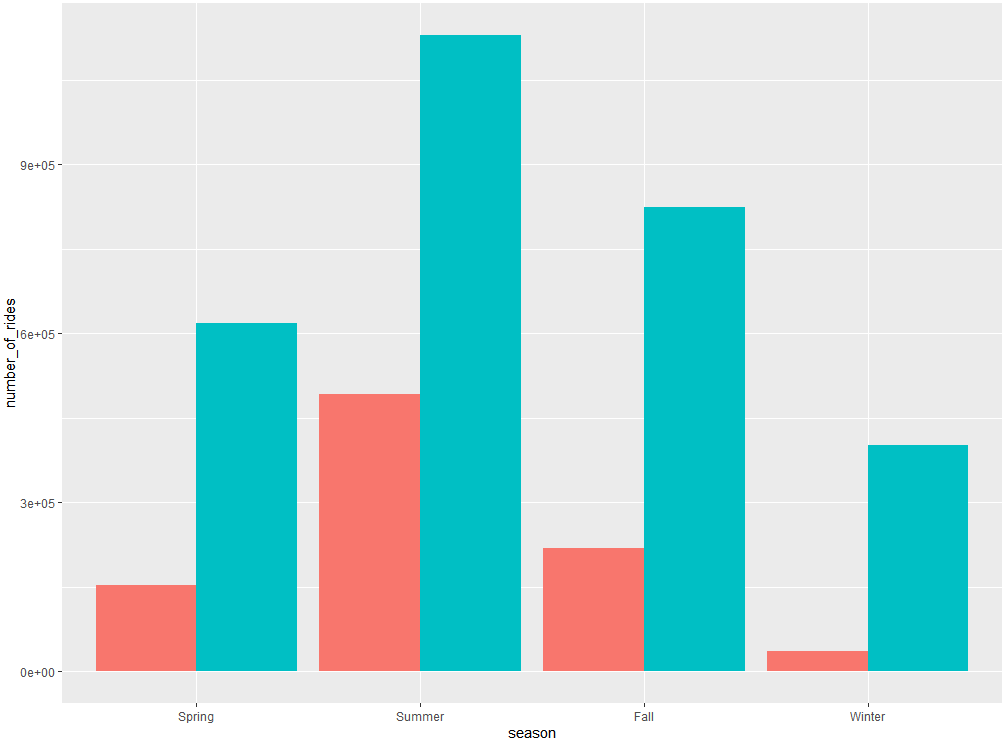 number_of_rides
9e+05
6e+05
3e+05
0e+00
Spring Summer Fall Winter
season